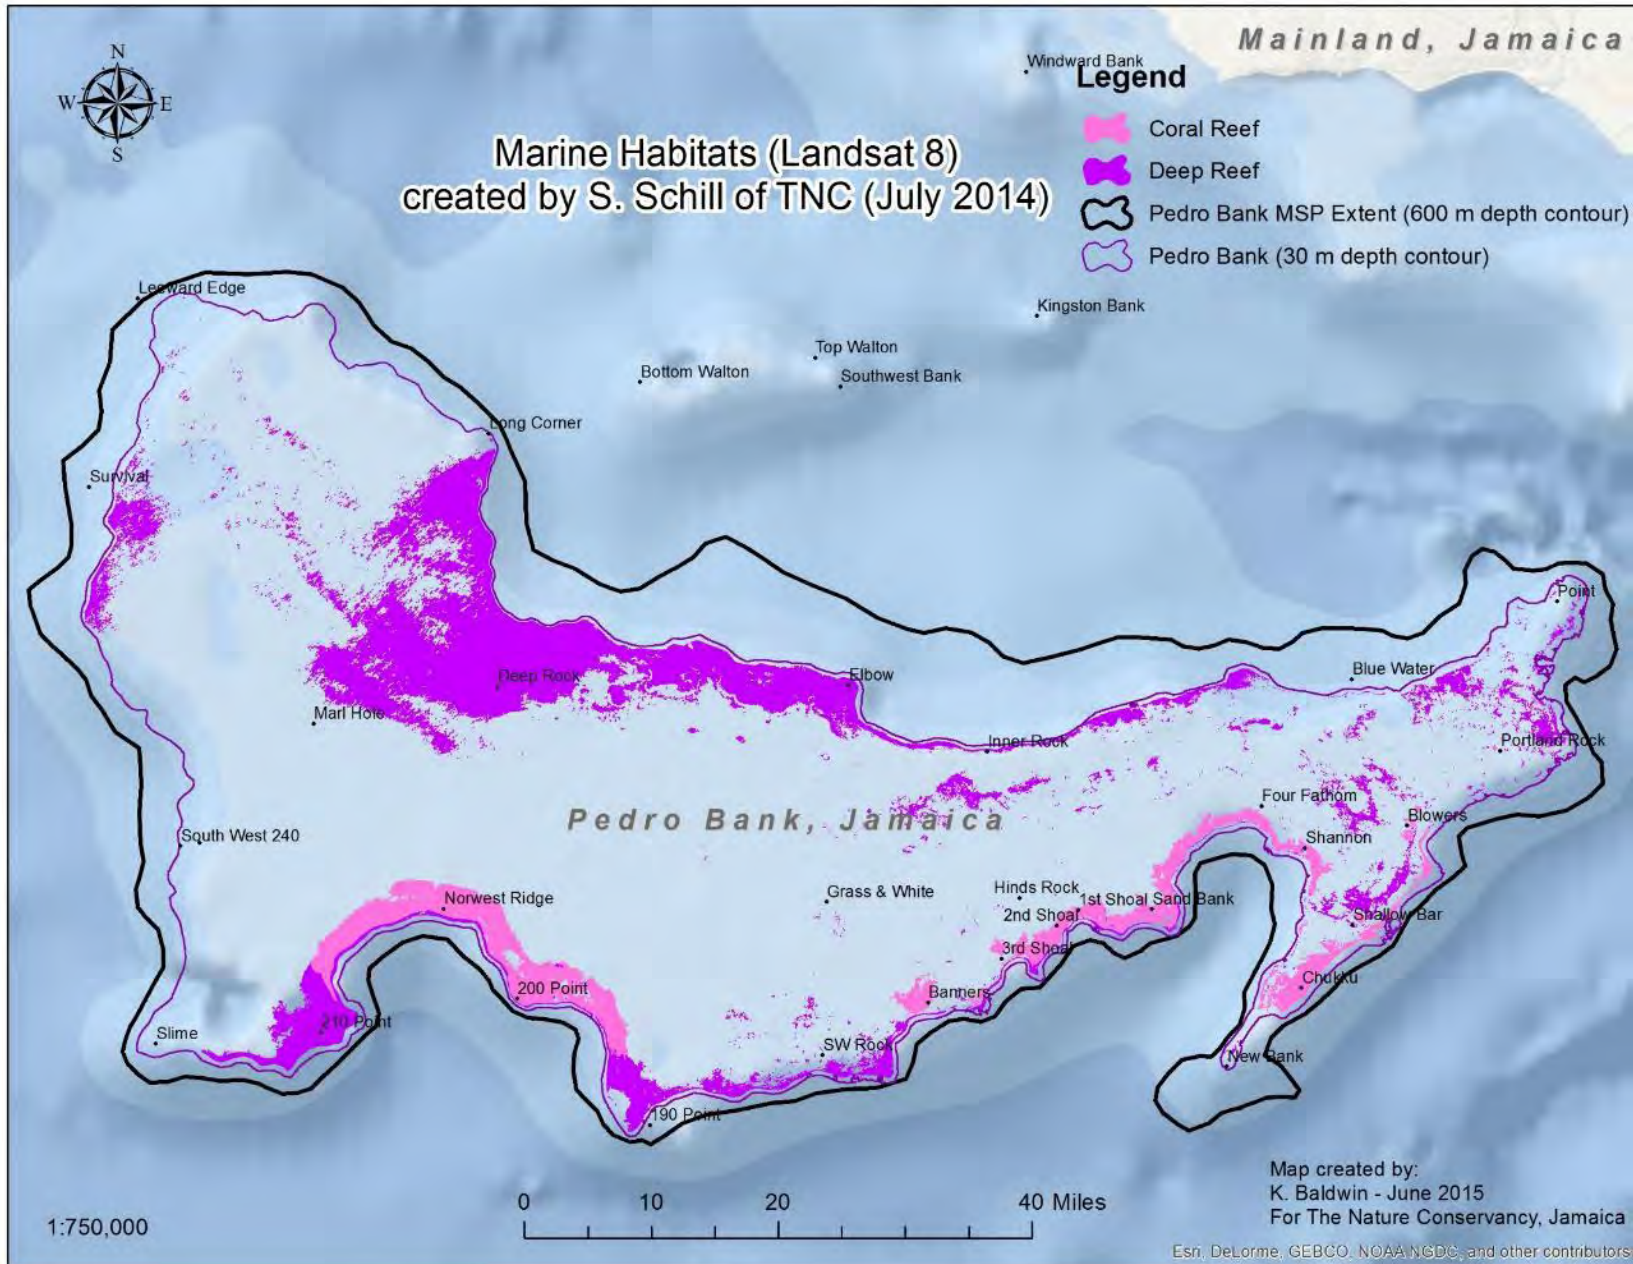 Mainland, Jamaica
Windward Bank
Legend
N
W
E
S
Coral Reef
Deep Reef
Pedro Bank MSP Extent (600 m depth contour)
Pedro Bank (30 m depth contour)
Marine Habitats (Landsat 8)
created by S. Schill of TNC (July 2014)
Leeward Edge
Kingston Bank
Top Walton
Bottom Walton
Southwest Bank
Long Corner
Survival
Point
Blue Water
Deep Rock
Elbow
Marl Hole
Inner Rock
Portland Rock
Four Fathom
Pedro Bank, Jamaica
Blowers
South West 240
Shannon
Norwest Ridge
Grass & White
Hinds Rock
1st Shoal
Sand Bank
2nd Shoal
Shallow Bar
3rd Shoal
200 Point
Banners
Chukku
210 Point
Slime
SW Rock
New Bank
190 Point
0 10 20 40 Miles
1:750,000
Map created by:
K. Baldwin - June 2015
For The Nature Conservancy, Jamaica
Esri, DeLorme, GEBCO, NOAA NGDC, and other contributors